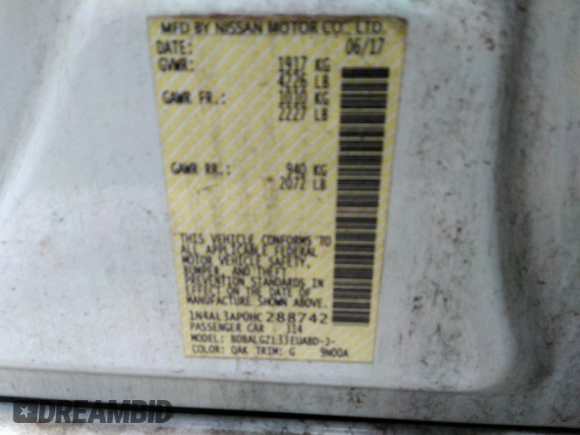 MFD BY NISSAN MOTOR CO., LTD.
DATE: 06/17
GVWR: 1917 KG
4226 LB
GAWR FR.: 1010 KG
2227 LB
GAWR RR.: 940 KG
2072 LB
THIS VEHICLE CONFORMS TO
ALL APPLICABLE FEDERAL
MOTOR VEHICLE SAFETY,
BUMPER, AND THEFT
PREVENTION STANDARDS IN
EFFECT ON THE DATE OF
MANUFACTURE SHOWN ABOVE.
1N4AL3AP0HC288742
PASSENGER CAR 314
MODEL:
COLOR: QAK TRIM: G 9N00A
DREAMBID